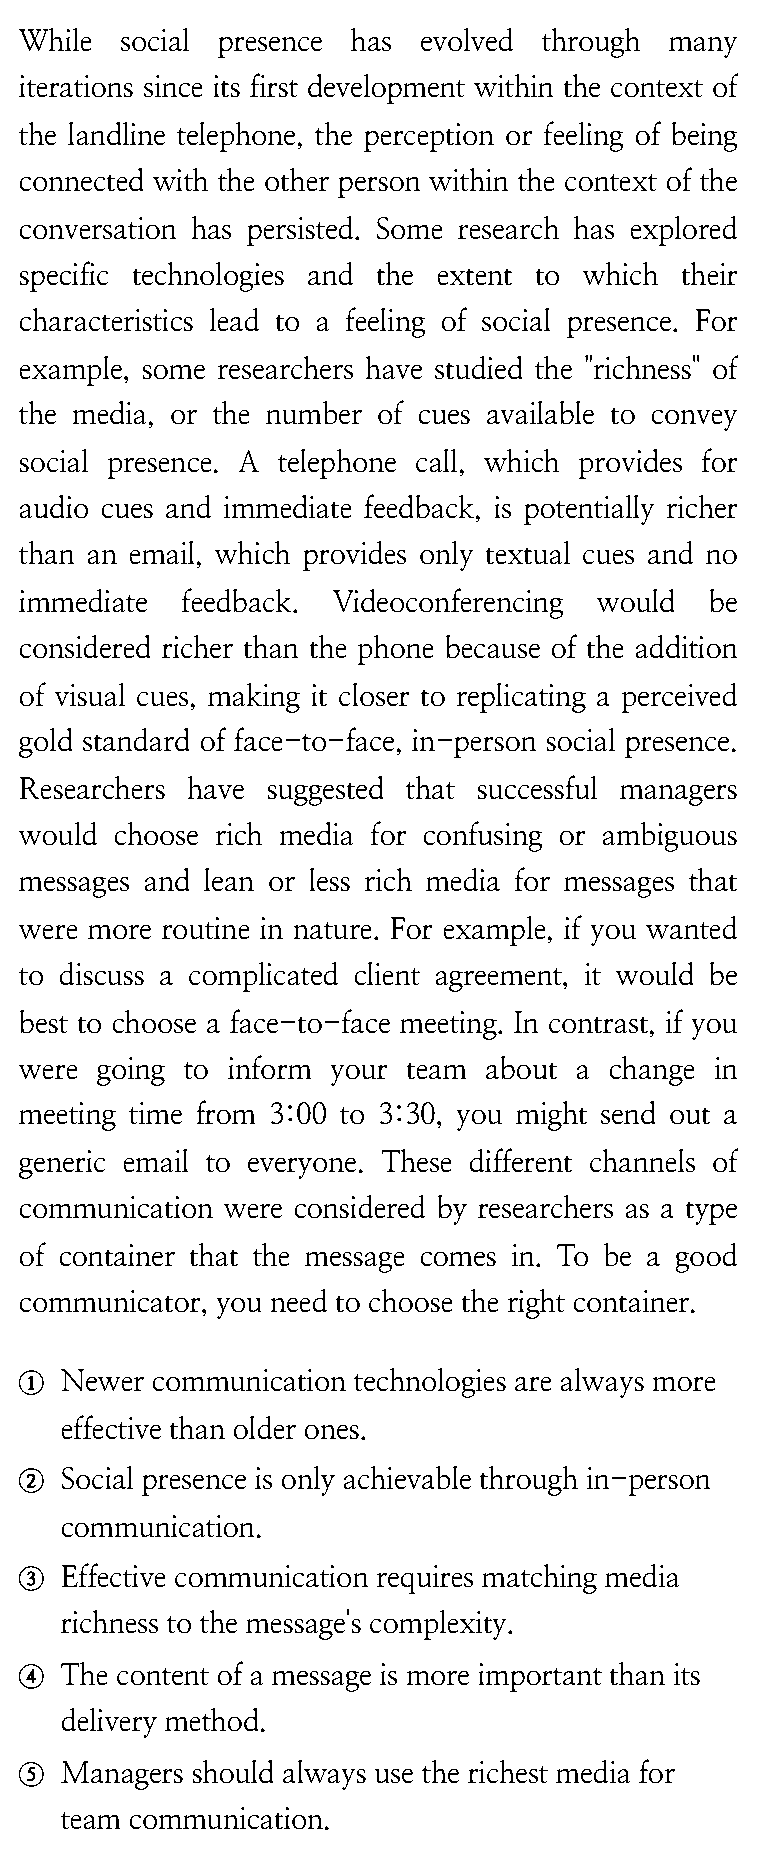 While social presence has evolved through many
iterations since its first development within the context of
the landline telephone, the perception or feeling of being
connected with the other person within the context of the
conversation has persisted. Some research has explored
specific technologies and the extent to which their
characteristics lead to a feeling of social presence. For
example, some researchers have studied the "richness" of
the media, or the number of cues available to convey
social presence. A telephone call, which provides for
audio cues and immediate feedback, is potentially richer
than an email, which provides only textual cues and no
immediate feedback. Videoconferencing would be
considered richer than the phone because of the addition
of visual cues, making it closer to replicating a perceived
gold standard of face-to-face, in-person social presence.
Researchers have suggested that successful managers
would choose rich media for confusing or ambiguous
messages and lean or less rich media for messages that
were more routine in nature. For example, if you wanted
to discuss a complicated client agreement, it would be
best to choose a face-to-face meeting. In contrast, if you
were going to inform your team about a change in
meeting time from 3:00 to 3:30, you might send out a
generic email to everyone. These different channels of
communication were considered by researchers as a type
of container that the message comes in. To be a good
communicator, you need to choose the right container.
① Newer communication technologies are always more
effective than older ones.
② Social presence is only achievable through in-person
communication.
③ Effective communication requires matching media
richness to the message's complexity.
④ The content of a message is more important than its
delivery method.
⑤ Managers should always use the richest media for
team communication.